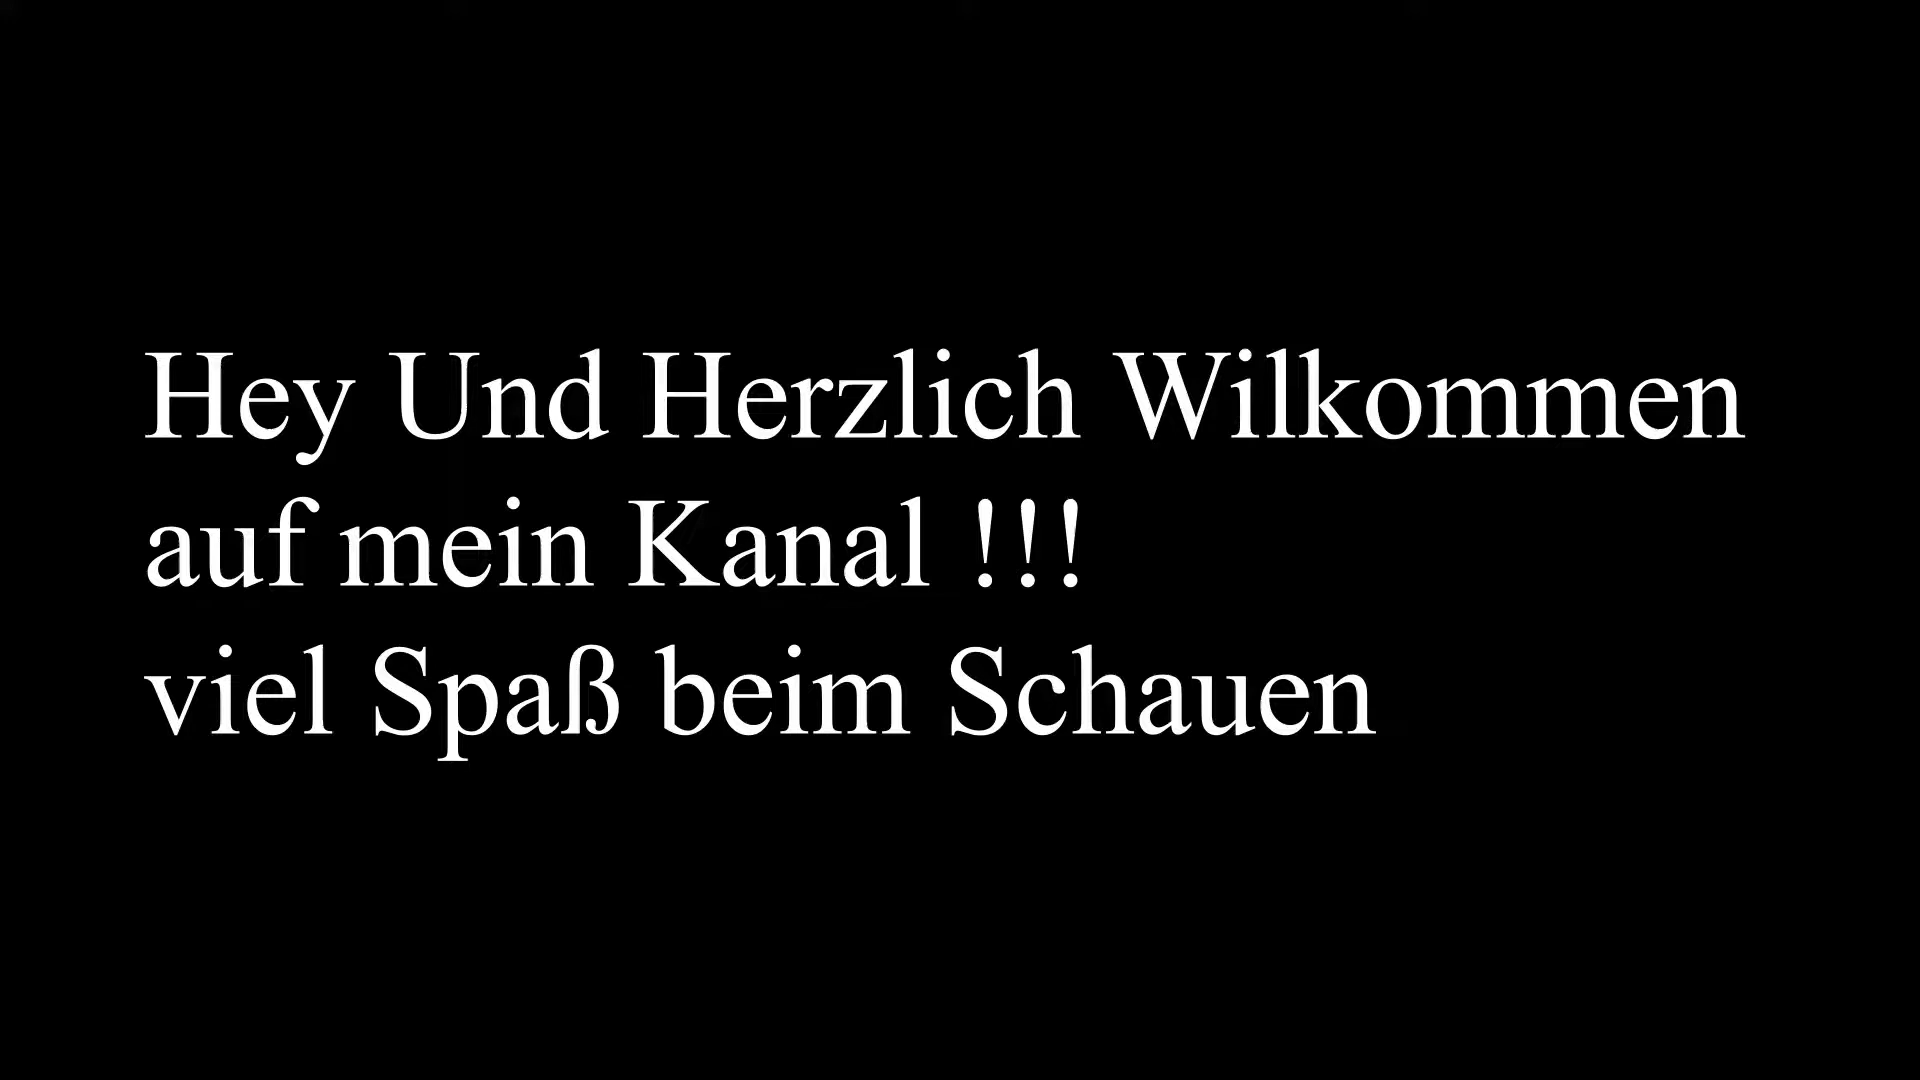 Hey Und Herzlich Wilkommen
auf mein Kanal !!!
viel Spaß beim Schauen